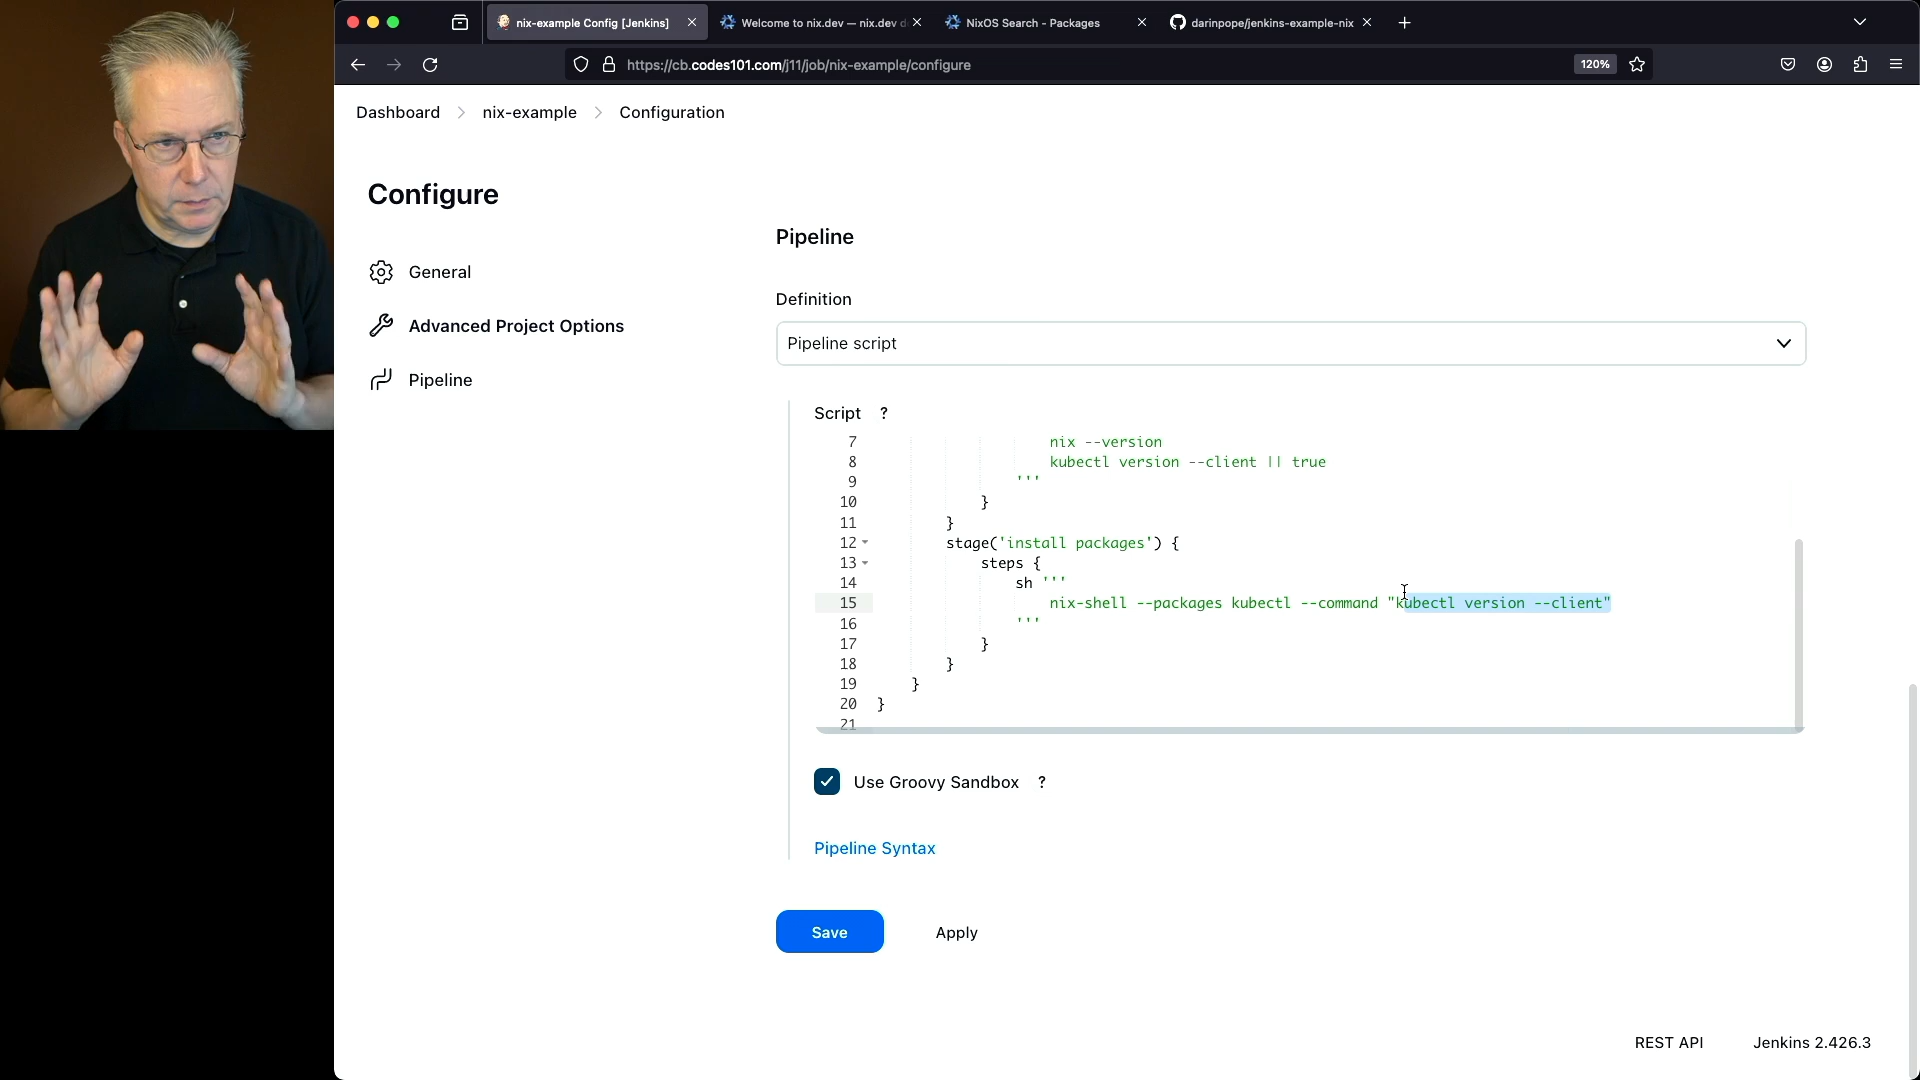 nix-example Config [Jenkins]
Welcome to nix.dev — nix.dev d
NixOS Search - Packages
darinpope/jenkins-example-nix
https://cb.codes101.com/j11/job/nix-example/configure
120%
Dashboard
nix-example
Configuration
Configure
General
Advanced Project Options
Pipeline
Pipeline
Definition
Pipeline script
Script ?
7 nix --version
8 kubectl version --client || true
9 '''
10 }
11 }
12 stage('install packages') {
13 steps {
14 sh '''
15 nix-shell --packages kubectl --command "kubectl version --client"
16 '''
17 }
18 }
19 }
20 }
21
Use Groovy Sandbox ?
Pipeline Syntax
Save
Apply
REST API
Jenkins 2.426.3